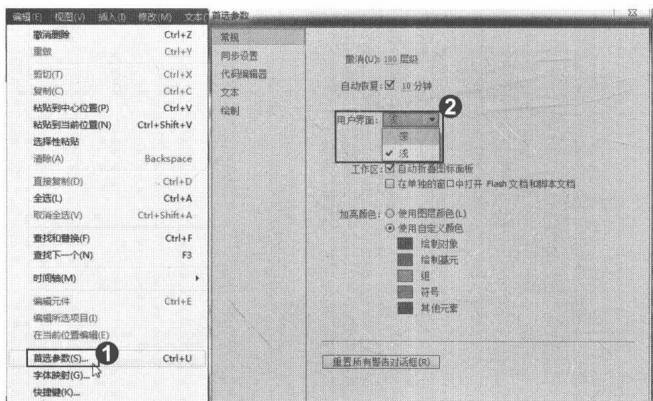 编辑(E) 视图(V) 插入(I) 修改(M) 文本(
撤消删除 Ctrl+Z
重做 Ctrl+Y
剪切(T) Ctrl+X
复制(C) Ctrl+C
粘贴到中心位置(P) Ctrl+V
粘贴到当前位置(N) Ctrl+Shift+V
选择性粘贴
清除(A) Backspace
直接复制(D) Ctrl+D
全选(L) Ctrl+A
取消全选(V) Ctrl+Shift+A
查找和替换(F) Ctrl+F
查找下一个(N) F3
时间轴(M)
编辑元件 Ctrl+E
编辑所选项目(I)
在当前位置编辑(E)
首选参数(S)... Ctrl+U
1
字体映射(G)...
快捷键(K)...
首选参数
常规
同步设置
代码编辑器
文本
绘制
撤消(U): 100 层级
自动恢复: 10 分钟
2
用户界面: 浅
深
浅
工作区: 自动折叠图标面板
在单独的窗口中打开 Flash 文档和脚本文档
加亮颜色: 使用图层颜色(L)
使用自定义颜色
绘制对象
绘制基元
组
符号
其他元素
重置所有警告对话框(R)